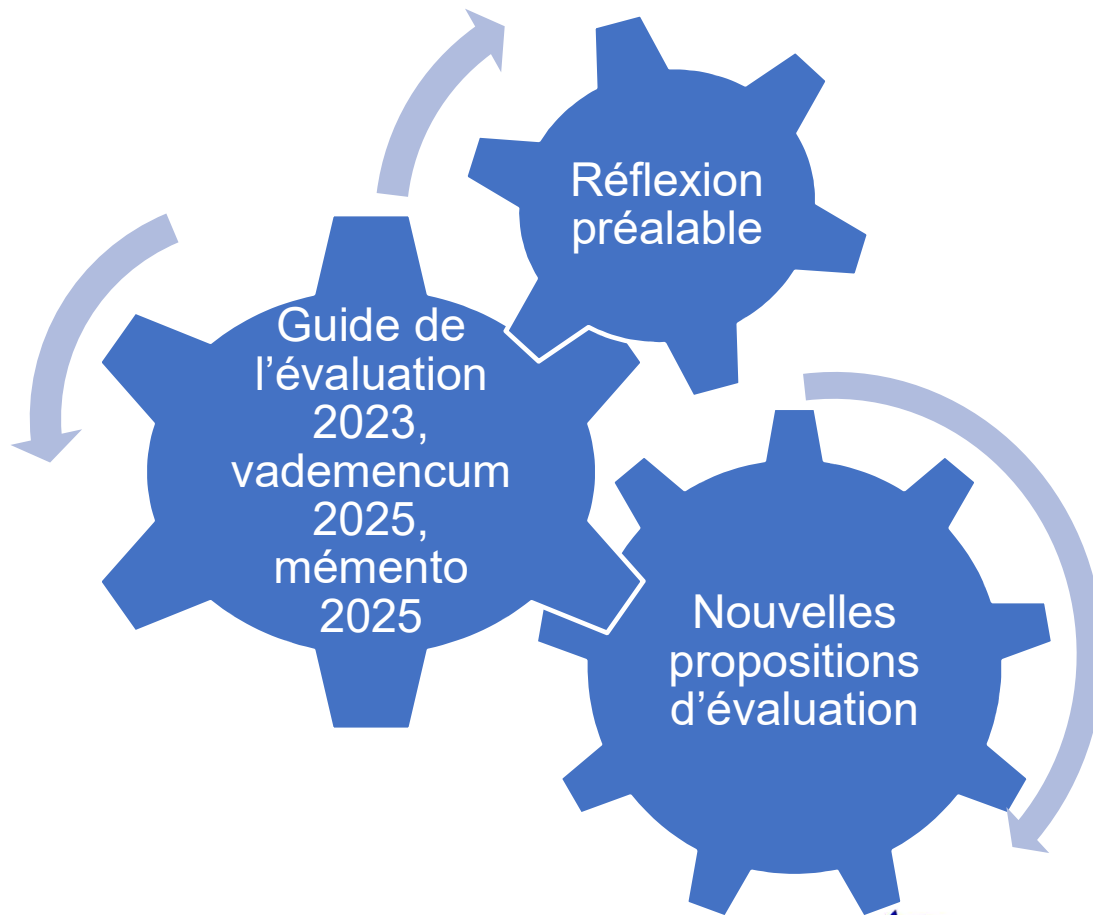 Réflexion
préalable
Guide de
l’évaluation
2023,
vademencum
2025,
mémento
2025
Nouvelles
propositions
d’évaluation